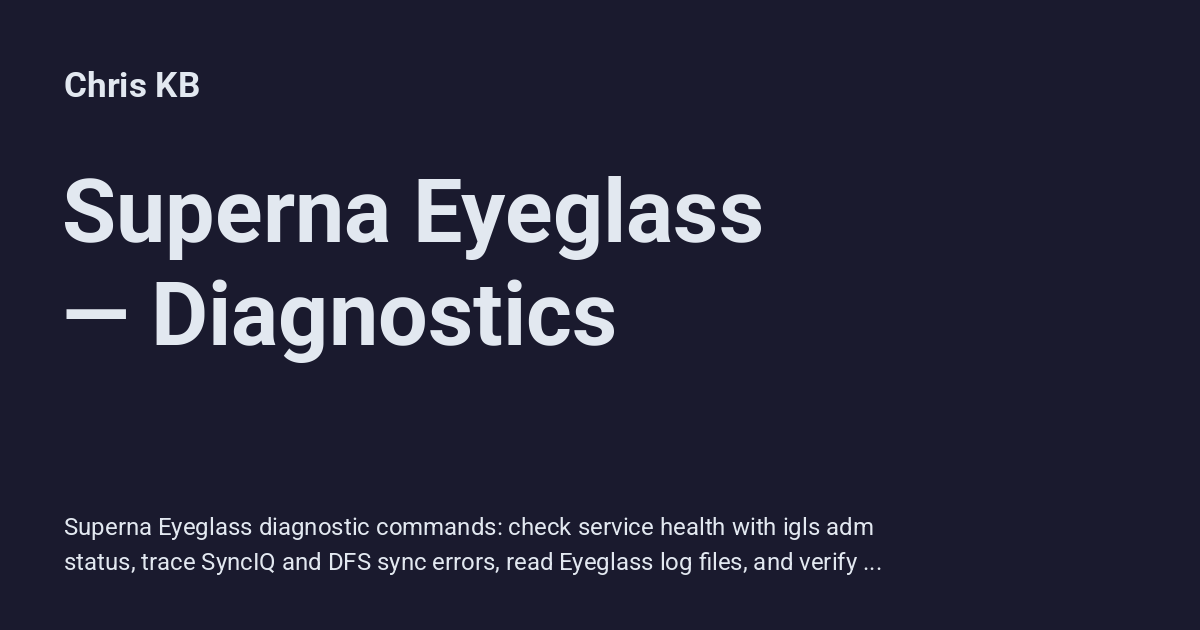 Chris KB
Superna Eyeglass
— Diagnostics
Superna Eyeglass diagnostic commands: check service health with igls adm
status, trace SyncIQ and DFS sync errors, read Eyeglass log files, and verify ...